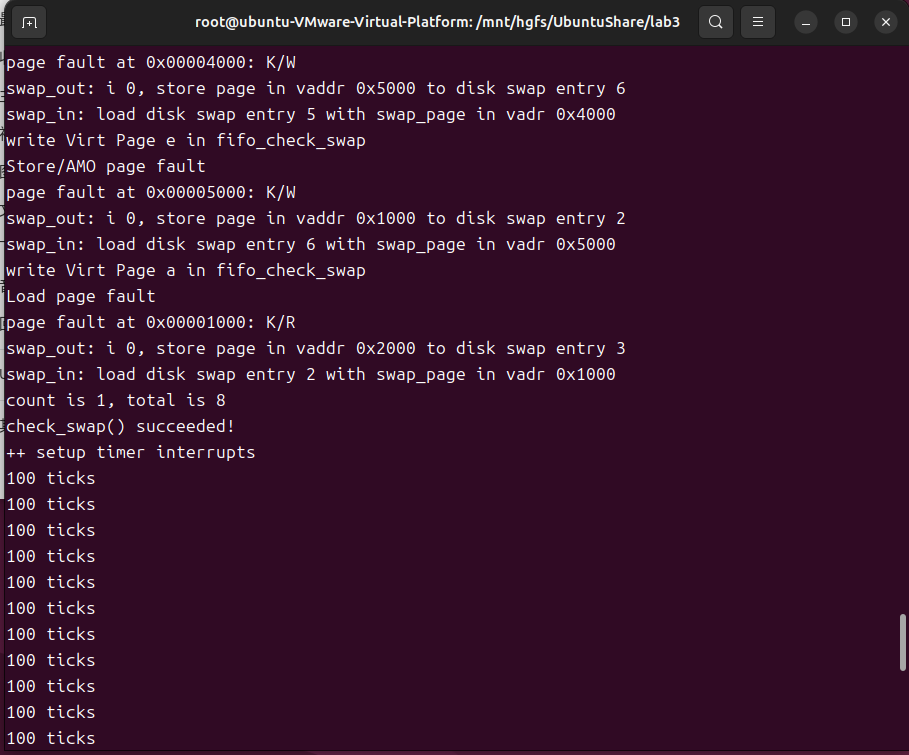 root@ubuntu-VMware-Virtual-Platform: /mnt/hgfs/UbuntuShare/lab3
page fault at 0x00004000: K/W
swap_out: i 0, store page in vaddr 0x5000 to disk swap entry 6
swap_in: load disk swap entry 5 with swap_page in vadr 0x4000
write Virt Page e in fifo_check_swap
Store/AMO page fault
page fault at 0x00005000: K/W
swap_out: i 0, store page in vaddr 0x1000 to disk swap entry 2
swap_in: load disk swap entry 6 with swap_page in vadr 0x5000
write Virt Page a in fifo_check_swap
Load page fault
page fault at 0x00001000: K/R
swap_out: i 0, store page in vaddr 0x2000 to disk swap entry 3
swap_in: load disk swap entry 2 with swap_page in vadr 0x1000
count is 1, total is 8
check_swap() succeeded!
++ setup timer interrupts
100 ticks
100 ticks
100 ticks
100 ticks
100 ticks
100 ticks
100 ticks
100 ticks
100 ticks
100 ticks
100 ticks